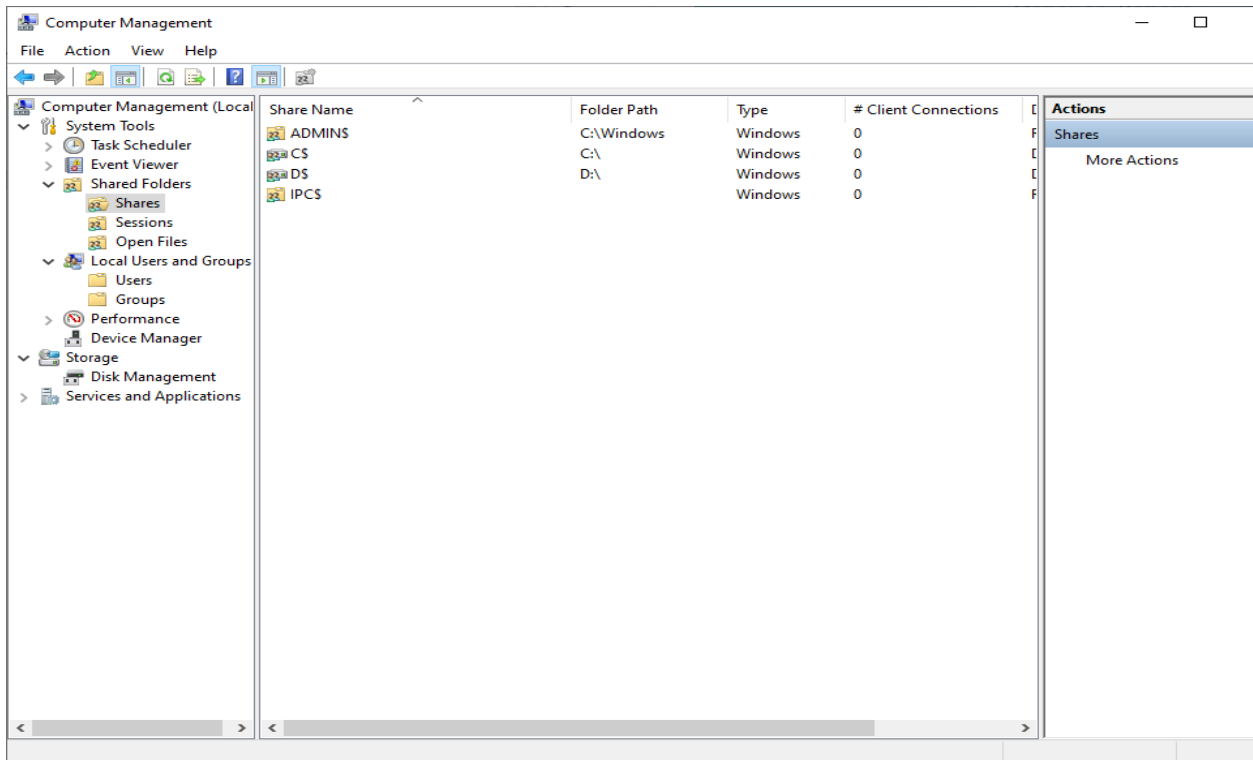 Computer Management
File Action View Help
Computer Management (Local
System Tools
Task Scheduler
Event Viewer
Shared Folders
Shares
Sessions
Open Files
Local Users and Groups
Users
Groups
Performance
Device Manager
Storage
Disk Management
Services and Applications
Share Name Folder Path Type # Client Connections
ADMIN$ C:\Windows Windows 0
C$ C:\ Windows 0
D$ D:\ Windows 0
IPC$ Windows 0
Actions
Shares
More Actions